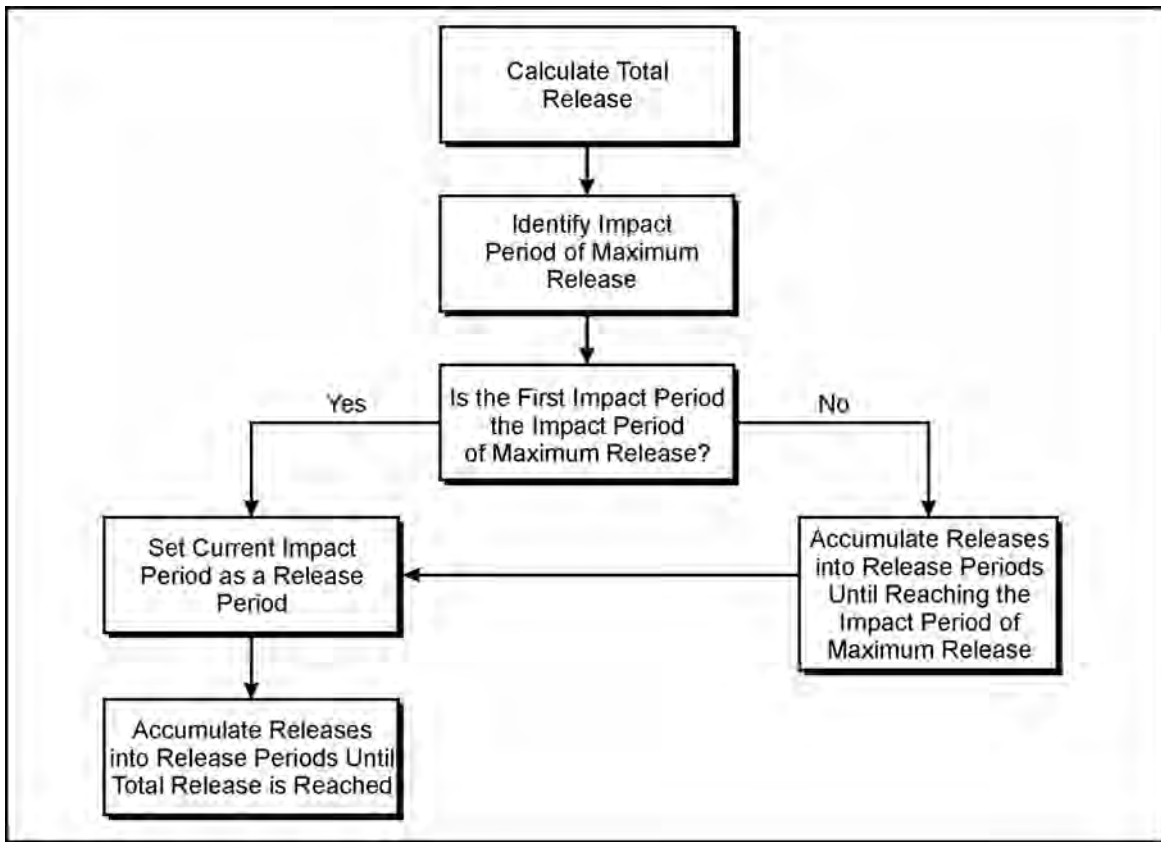 Calculate Total
Release
Identify Impact
Period of Maximum
Release
Is the First Impact Period
the Impact Period
of Maximum Release?
Yes
No
Set Current Impact
Period as a Release
Period
Accumulate Releases
into Release Periods
Until Reaching the
Impact Period of
Maximum Release
Accumulate Releases
into Release Periods Until
Total Release is Reached